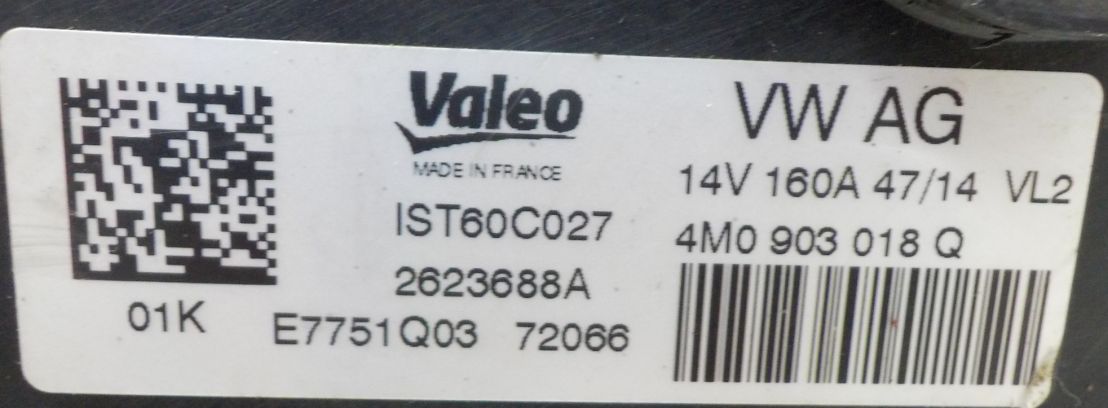 Valeo
MADE IN FRANCE
IST60C027
2623688A
01K
E7751Q03 72066
VW AG
14V 160A 47/14 VL2
4M0 903 018 Q